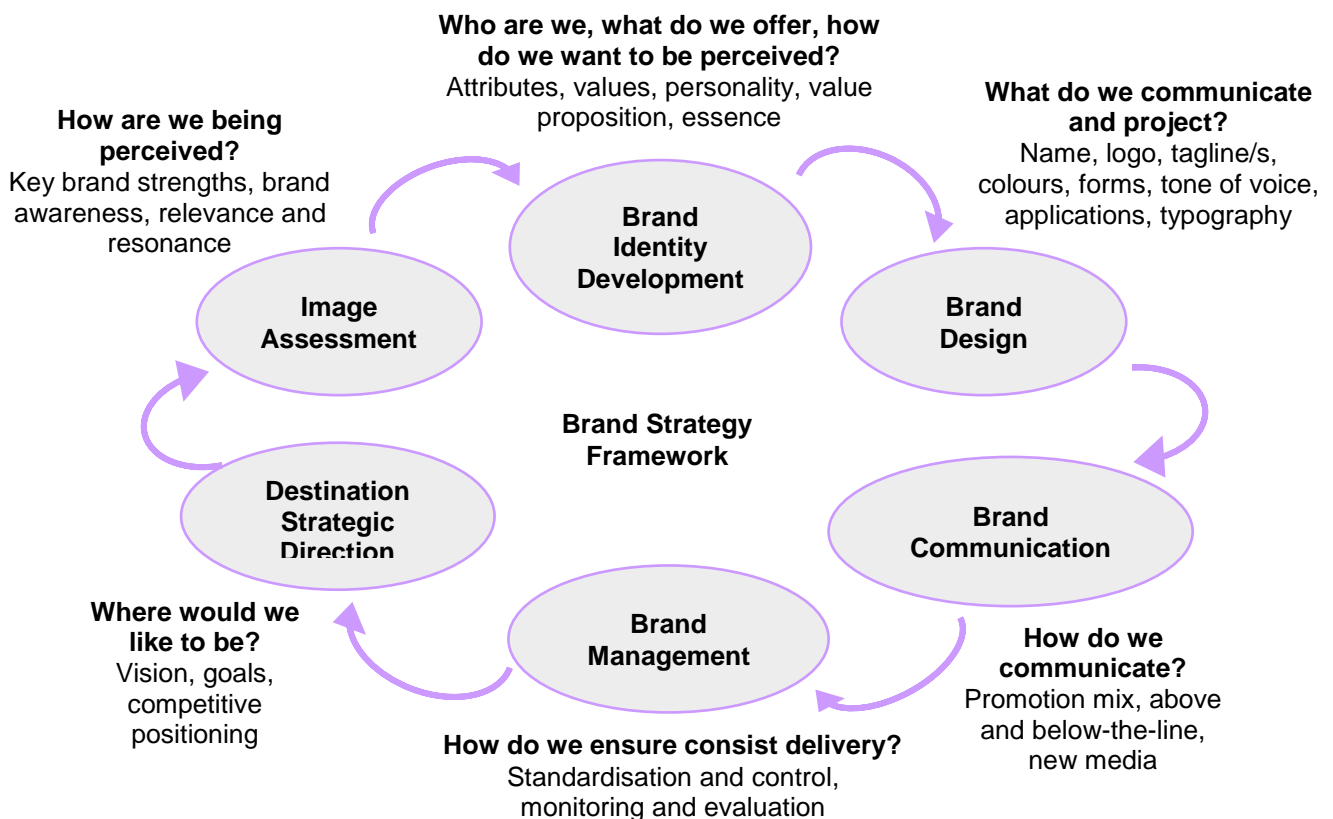 Who are we, what do we offer, how
do we want to be perceived?
Attributes, values, personality, value
proposition, essence
What do we communicate
and project?
Name, logo, tagline/s,
colours, forms, tone of voice,
applications, typography
How are we being
perceived?
Key brand strengths, brand
awareness, relevance and
resonance
Brand
Identity
Development
Image
Assessment
Brand
Design
Brand Strategy
Framework
Destination
Strategic
Direction
Brand
Communication
Brand
Management
Where would we
like to be?
Vision, goals,
competitive
positioning
How do we
communicate?
Promotion mix, above
and below-the-line,
new media
How do we ensure consist delivery?
Standardisation and control,
monitoring and evaluation